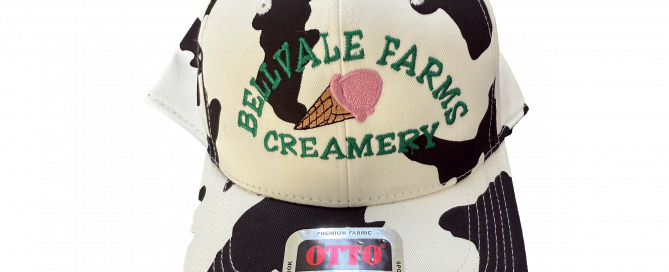 BELLVALE FARMS
CREAMERY
PREMIUM FABRIC
OTTO